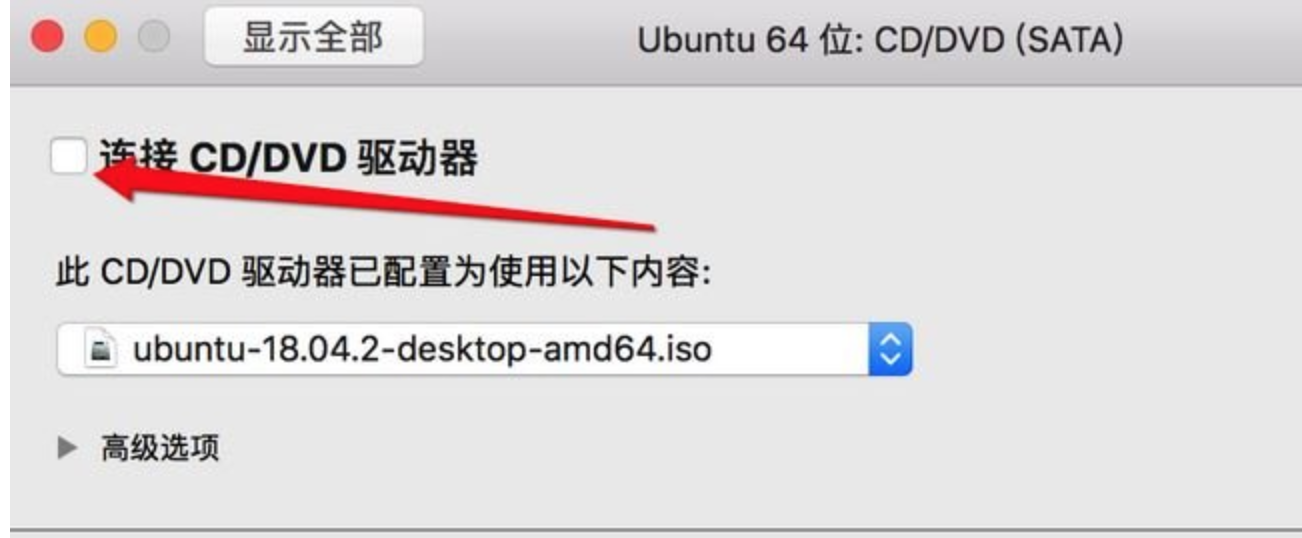 显示全部 Ubuntu 64 位: CD/DVD (SATA)
连接 CD/DVD 驱动器
此 CD/DVD 驱动器已配置为使用以下内容:
ubuntu-18.04.2-desktop-amd64.iso
高级选项